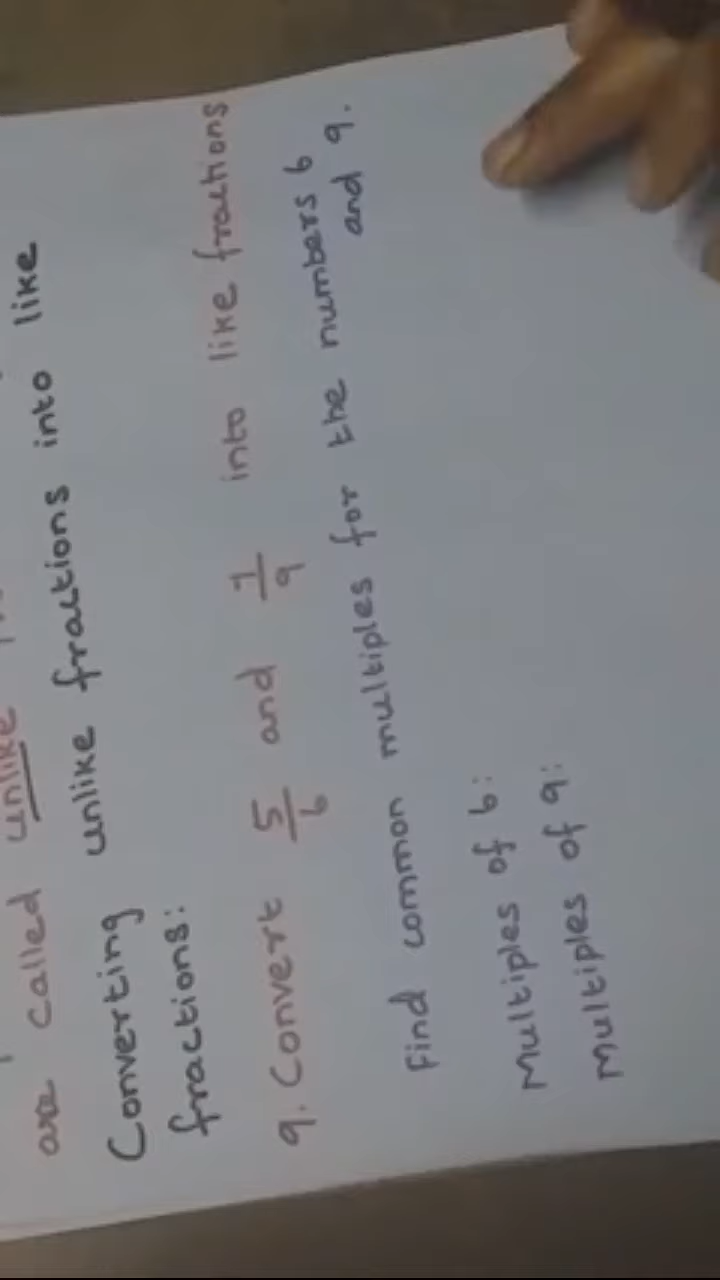 are called unlike
Converting unlike fractions into like
fractions:
9. Convert 5/6 and 7/9 into like fractions
Find common multiples for the numbers 6
and 9.
Multiples of 6:
Multiples of 9: